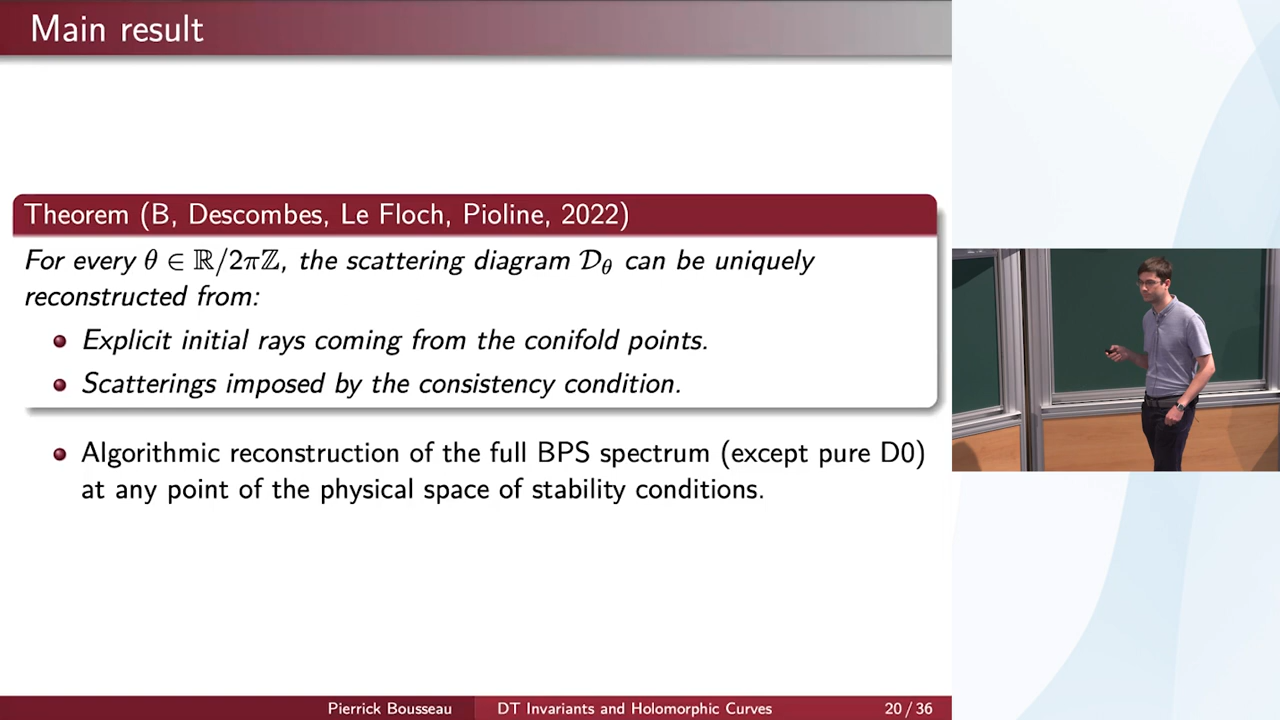 Main result
Theorem (B, Descombes, Le Floch, Pioline, 2022)
For every θ ∈ ℝ/2πℤ, the scattering diagram 𝒟_θ can be uniquely
reconstructed from:
Explicit initial rays coming from the conifold points.
Scatterings imposed by the consistency condition.
Algorithmic reconstruction of the full BPS spectrum (except pure D0)
at any point of the physical space of stability conditions.
Pierrick Bousseau
DT Invariants and Holomorphic Curves
20 / 36